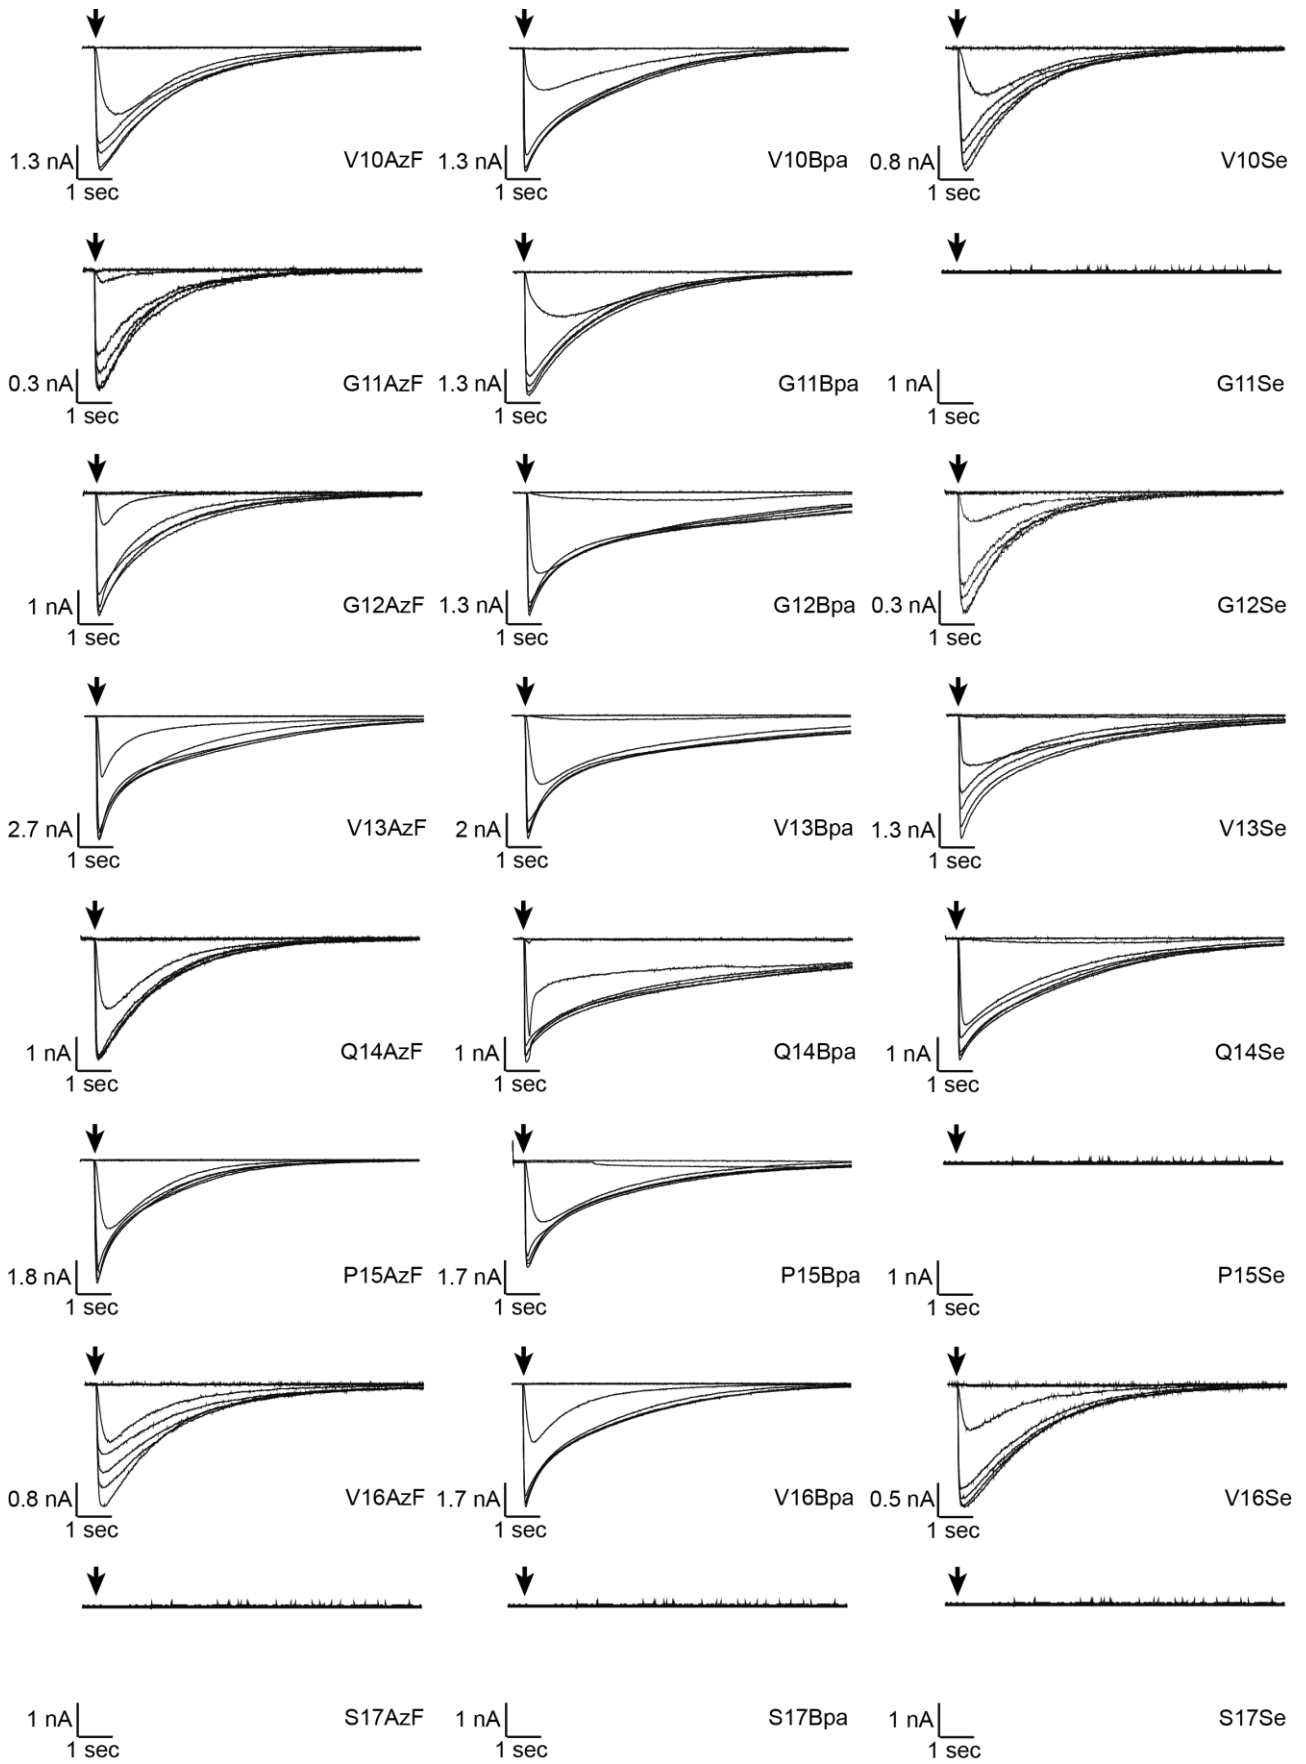 1.3 nA V10AzF 1.3 nA V10Bpa 0.8 nA V10Se
1 sec 1 sec 1 sec
0.3 nA G11AzF 1.3 nA G11Bpa 1 nA G11Se
1 sec 1 sec 1 sec
1 nA G12AzF 1.3 nA G12Bpa 0.3 nA G12Se
1 sec 1 sec 1 sec
2.7 nA V13AzF 2 nA V13Bpa 1.3 nA V13Se
1 sec 1 sec 1 sec
1 nA Q14AzF 1 nA Q14Bpa 1 nA Q14Se
1 sec 1 sec 1 sec
1.8 nA P15AzF 1.7 nA P15Bpa 1 nA P15Se
1 sec 1 sec 1 sec
0.8 nA V16AzF 1.7 nA V16Bpa 0.5 nA V16Se
1 sec 1 sec 1 sec
1 nA S17AzF 1 nA S17Bpa 1 nA S17Se
1 sec 1 sec 1 sec